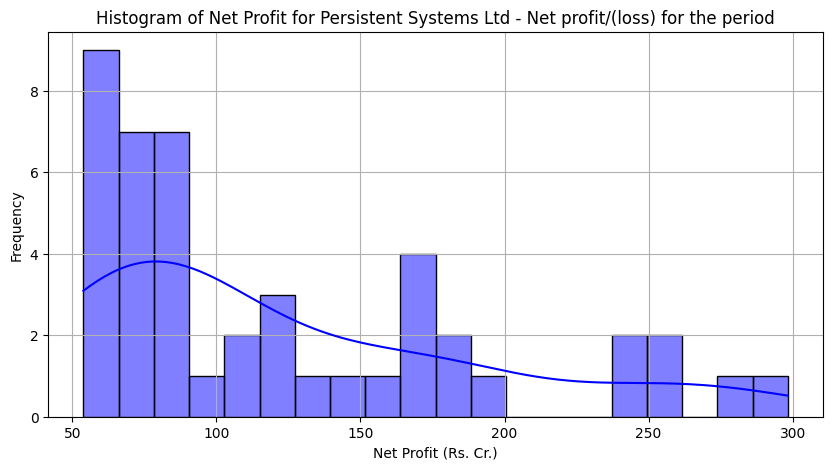 Histogram of Net Profit for Persistent Systems Ltd - Net profit/(loss) for the period
8
6
4
2
0
Frequency
50 100 150 200 250 300
Net Profit (Rs. Cr.)